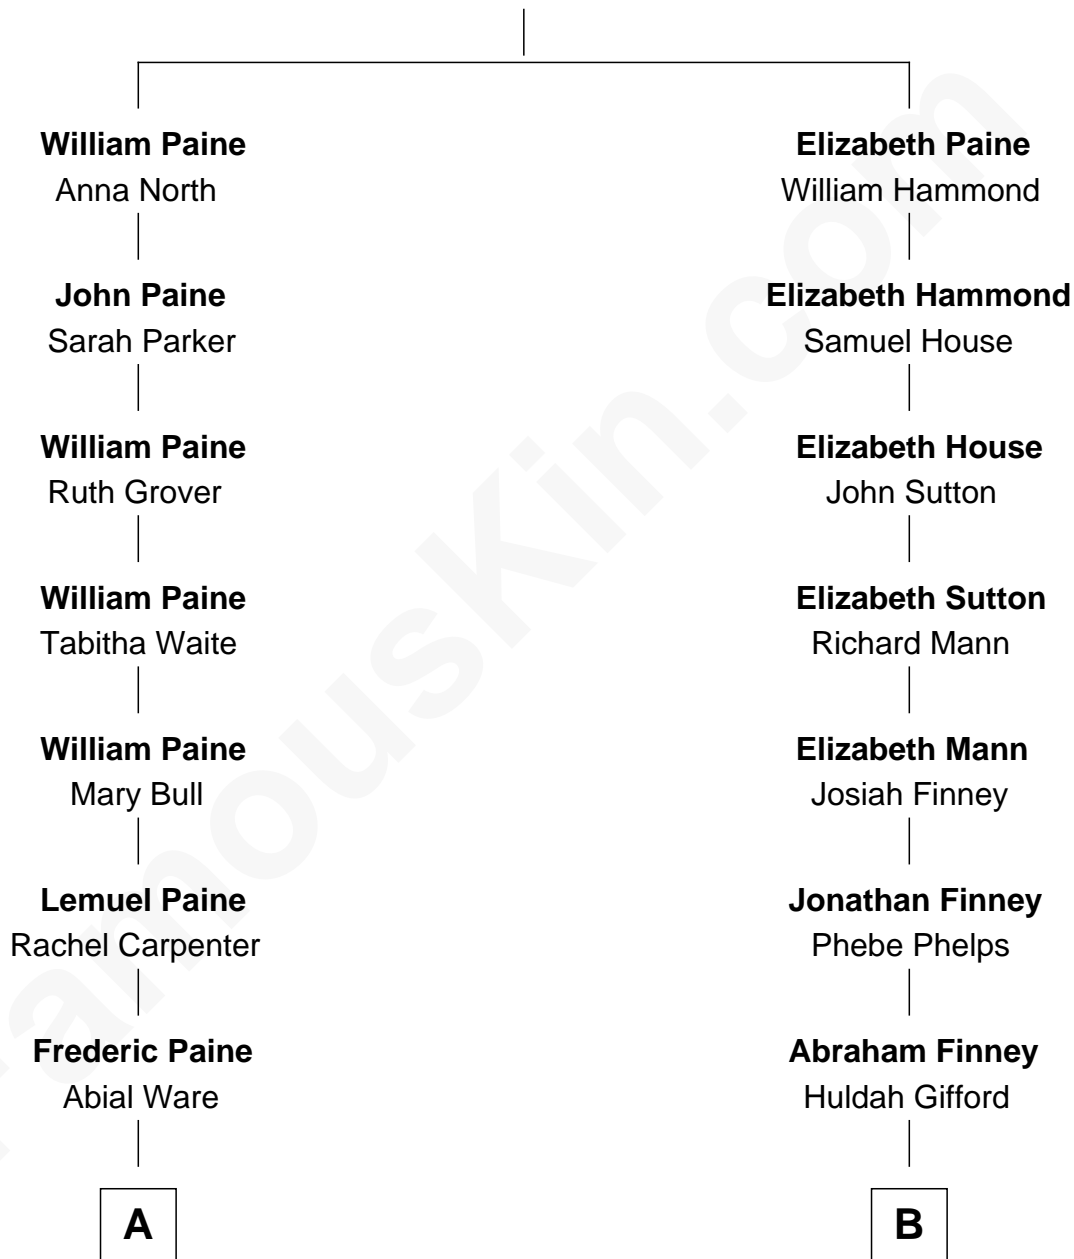 William Paine
Anna North
Elizabeth Paine
William Hammond
John Paine
Sarah Parker
Elizabeth Hammond
Samuel House
William Paine
Ruth Grover
Elizabeth House
John Sutton
William Paine
Tabitha Waite
Elizabeth Sutton
Richard Mann
William Paine
Mary Bull
Elizabeth Mann
Josiah Finney
Lemuel Paine
Rachel Carpenter
Jonathan Finney
Phebe Phelps
Frederic Paine
Abial Ware
Abraham Finney
Huldah Gifford
A
B
FamousKin.com